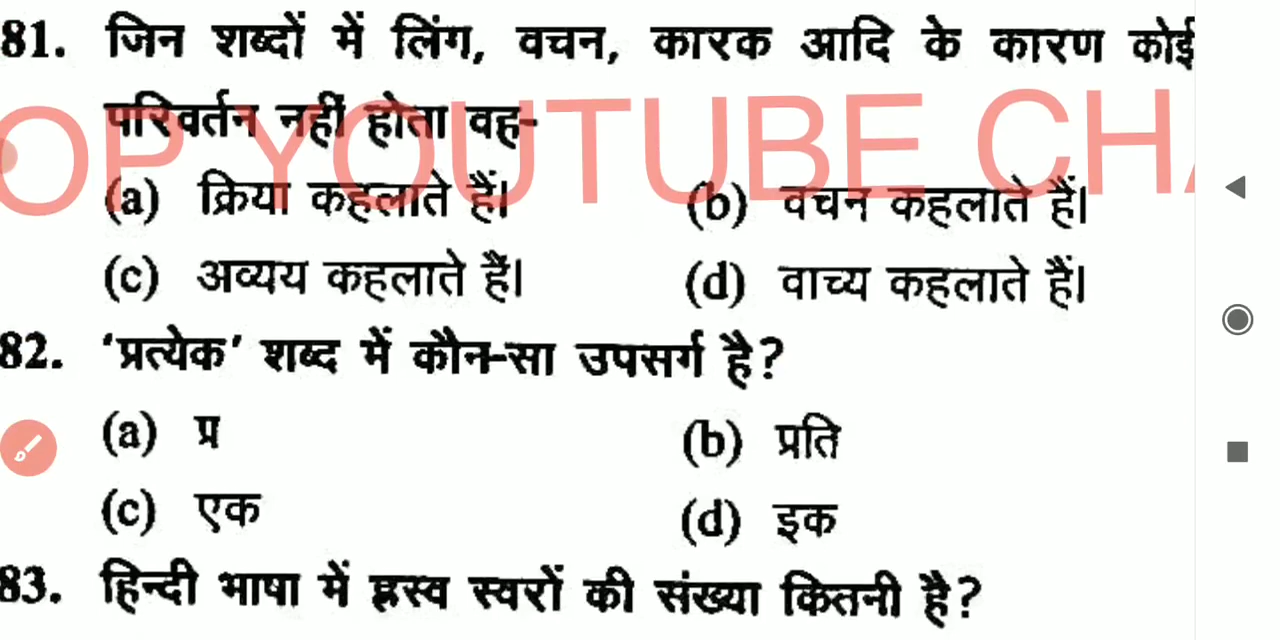 81. जिन शब्दों में लिंग, वचन, कारक आदि के कारण कोई
परिवर्तन नहीं होता वह-
OP YOUTUBE CHA
(a) क्रिया कहलाते हैं। (b) वचन कहलाते हैं।
(c) अव्यय कहलाते हैं। (d) वाच्य कहलाते हैं।
82. ‘प्रत्येक’ शब्द में कौन-सा उपसर्ग है?
(a) प्र (b) प्रति
(c) एक (d) इक
83. हिन्दी भाषा में ह्रस्व स्वरों की संख्या कितनी है?